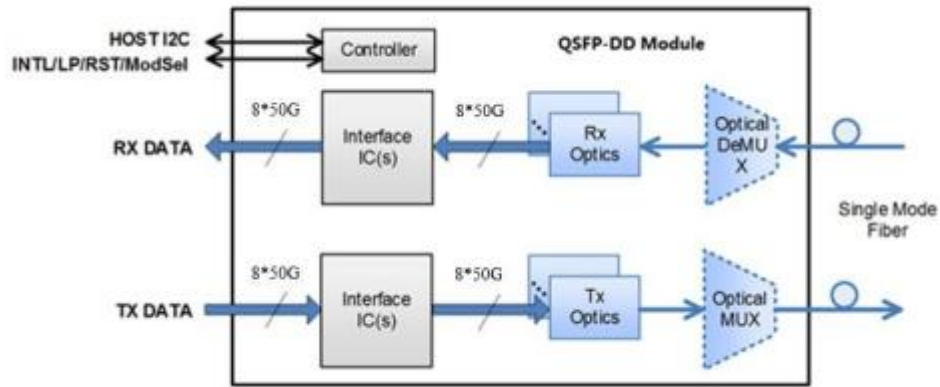 HOST I2C
INTL/LP/RST/ModSel
Controller
QSFP-DD Module
8*50G
8*50G
RX DATA
Interface
IC(s)
Rx
Optics
Optical
DeMU
X
Single Mode
Fiber
8*50G
8*50G
TX DATA
Interface
IC(s)
Tx
Optics
Optical
MUX